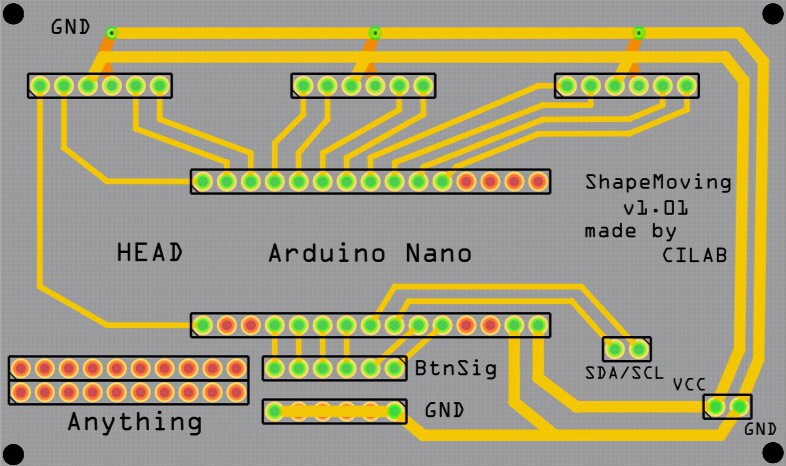 GND
ShapeMoving
v1.01
made by
CILAB
HEAD
Arduino Nano
BtnSig
SDA/SCL
VCC
GND
Anything
GND